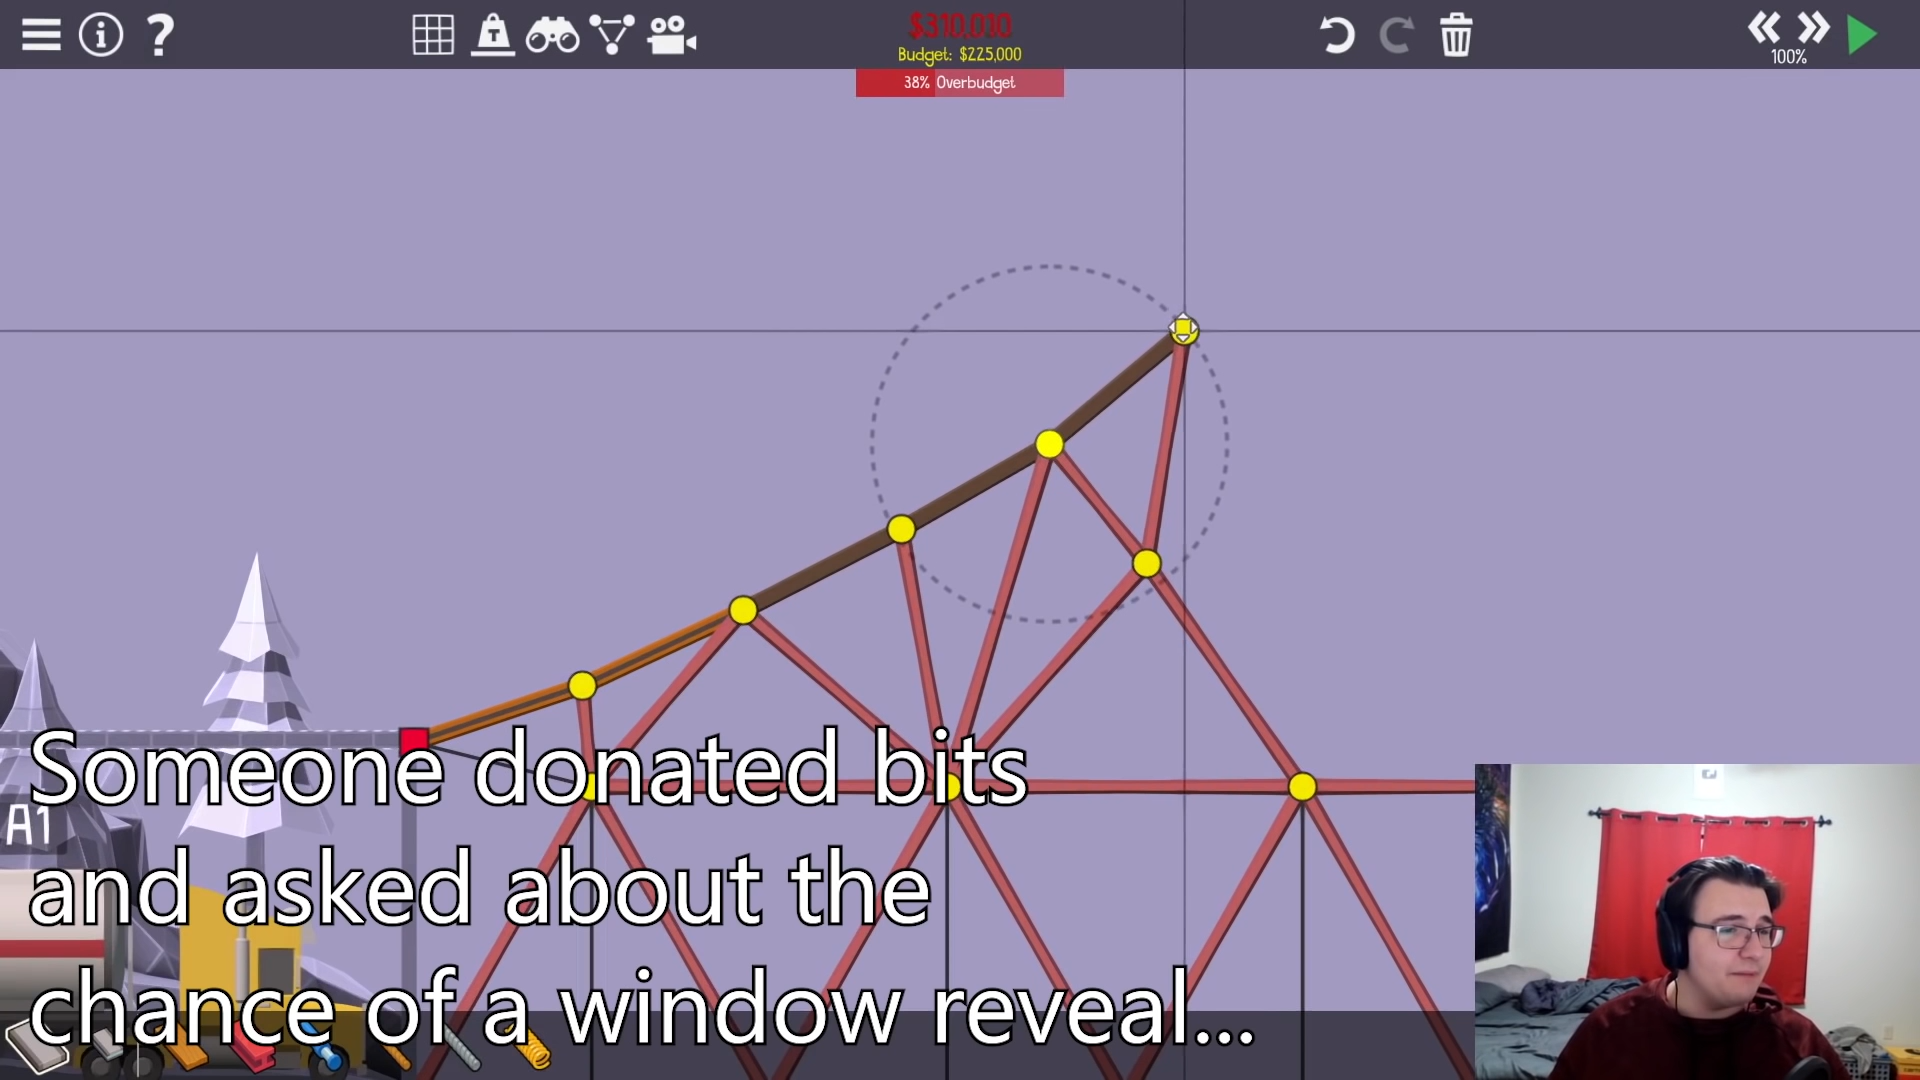 $310,010
Budget: $225,000
38% Overbudget
100%
A1
Someone donated bits
and asked about the
chance of a window reveal...